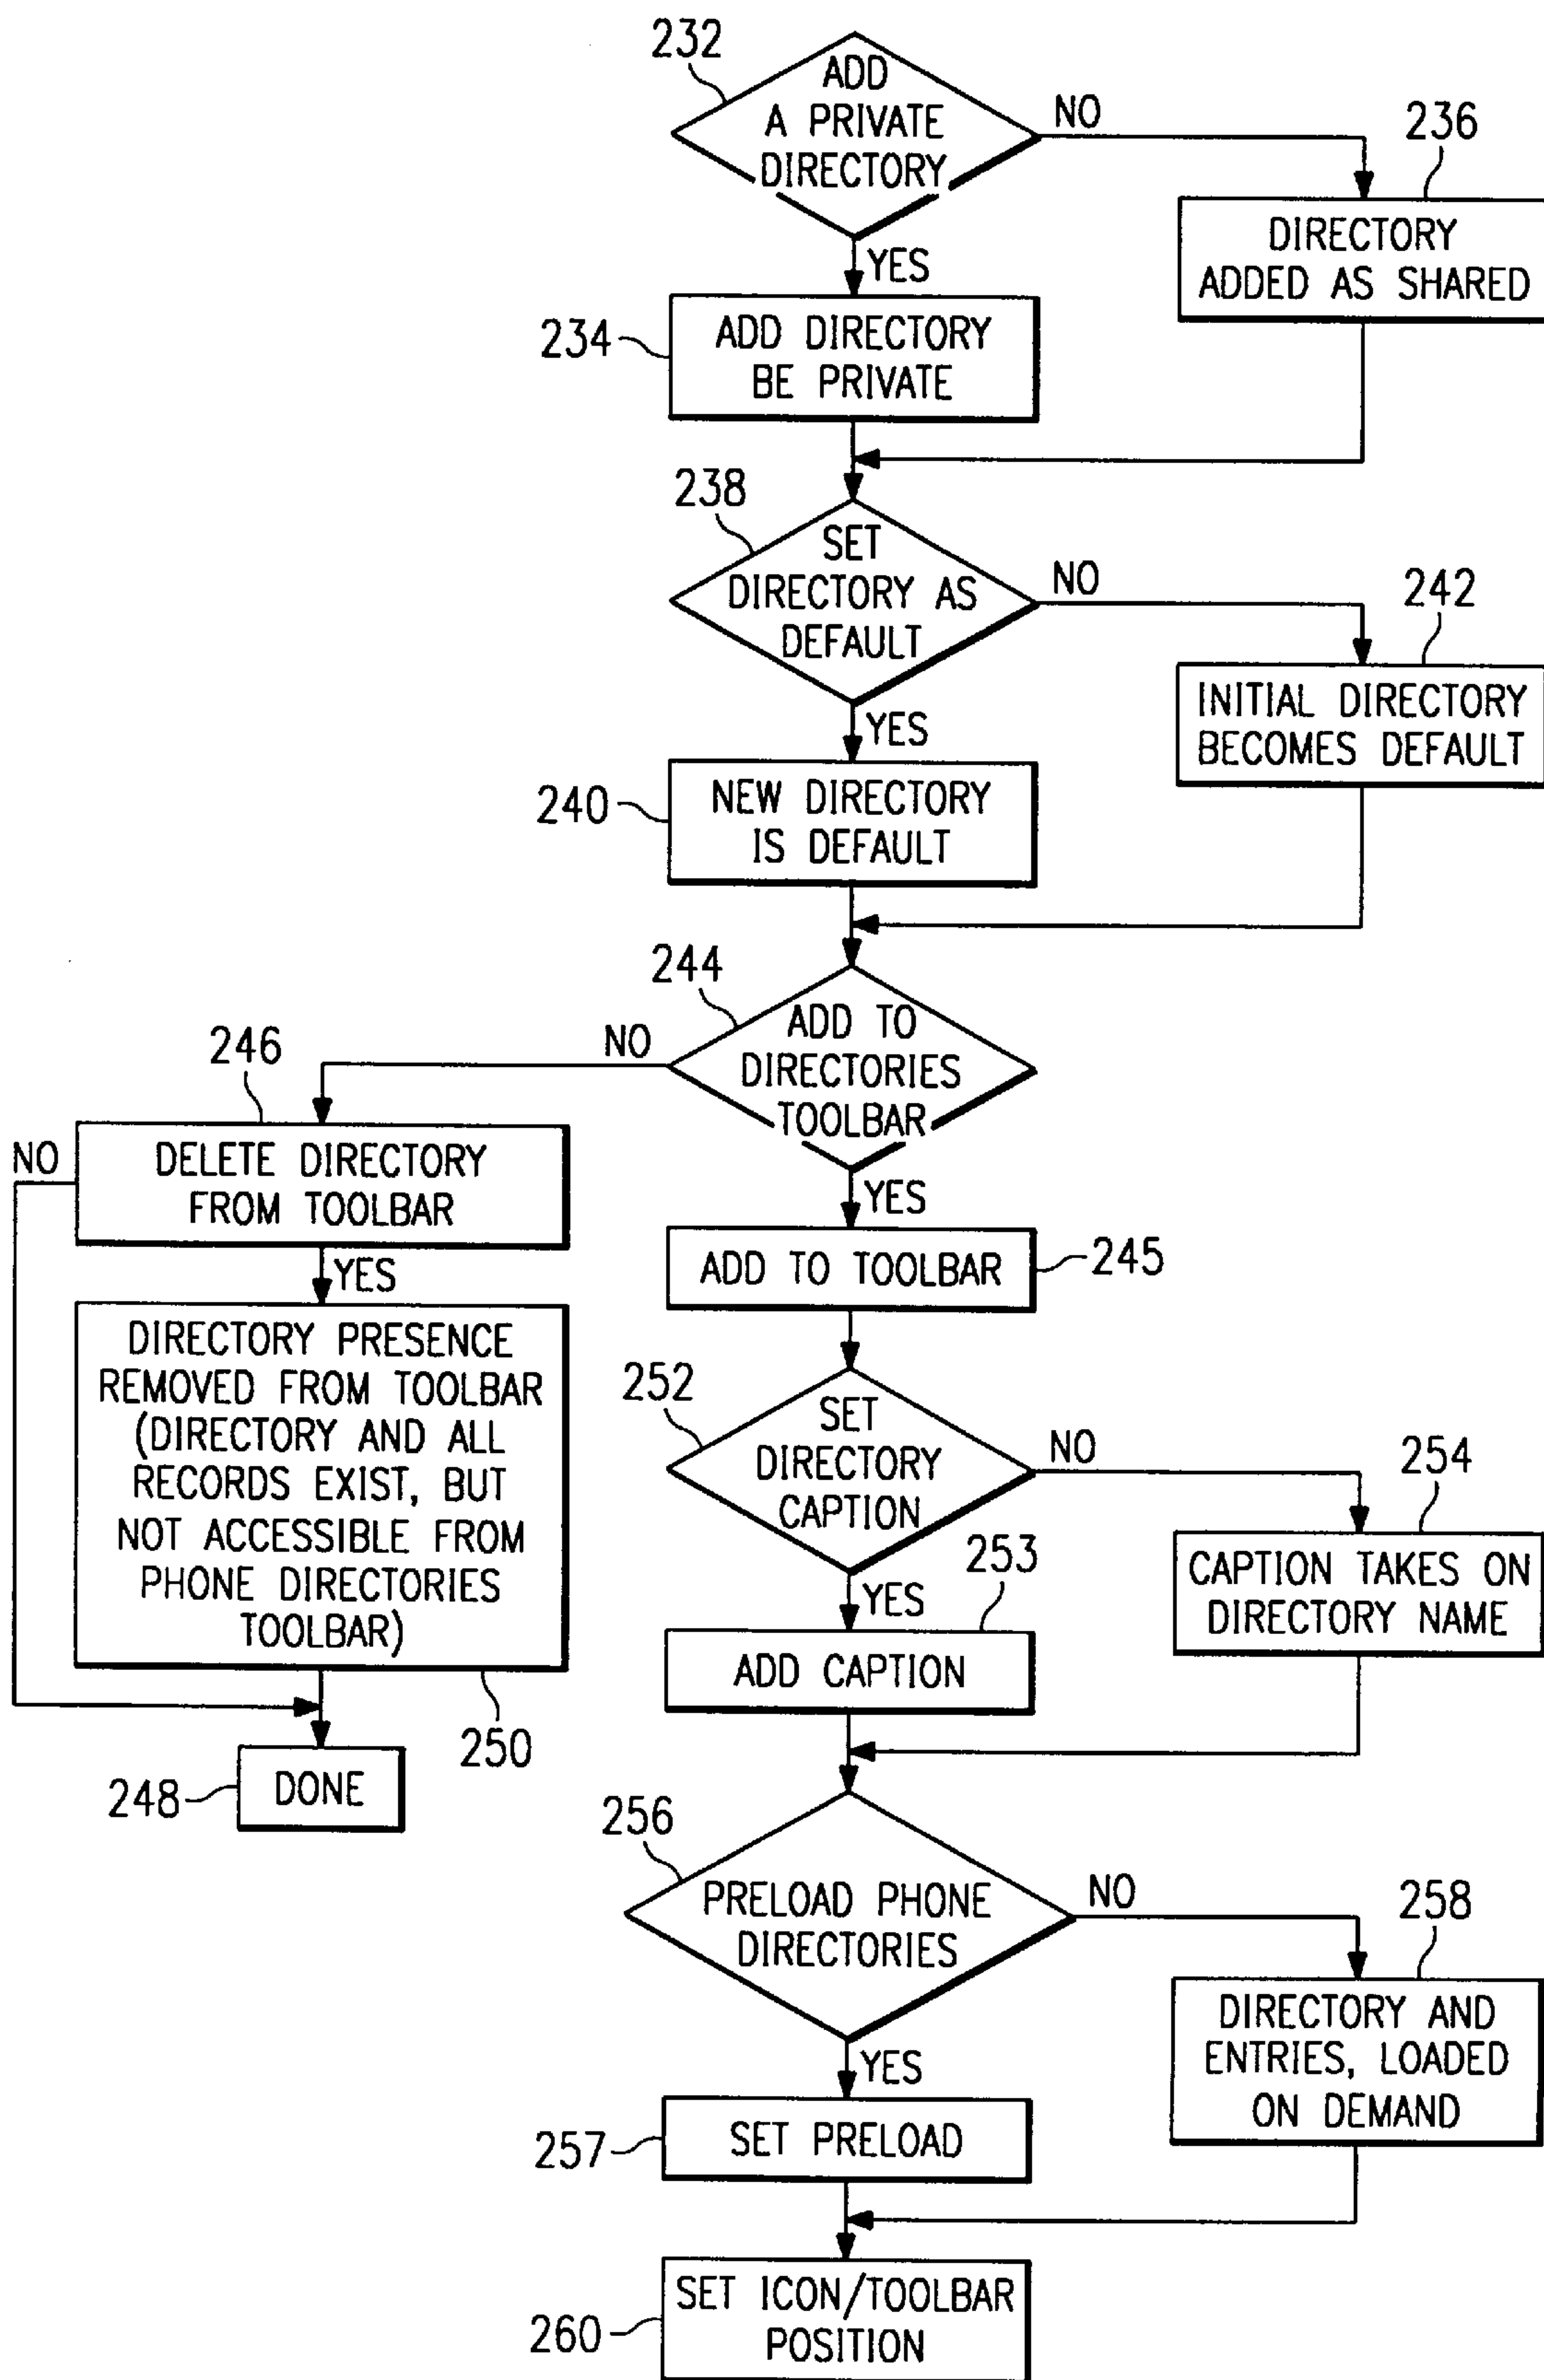 232
ADD
A PRIVATE
DIRECTORY
NO
236
DIRECTORY
ADDED AS SHARED
YES
234
ADD DIRECTORY
BE PRIVATE
238
SET
DIRECTORY AS
DEFAULT
NO
242
INITIAL DIRECTORY
BECOMES DEFAULT
YES
240
NEW DIRECTORY
IS DEFAULT
244
ADD TO
DIRECTORIES
TOOLBAR
NO
246
DELETE DIRECTORY
FROM TOOLBAR
NO
YES
DIRECTORY PRESENCE
REMOVED FROM TOOLBAR
(DIRECTORY AND ALL
RECORDS EXIST, BUT
NOT ACCESSIBLE FROM
PHONE DIRECTORIES
TOOLBAR)
250
248
DONE
YES
ADD TO TOOLBAR
245
252
SET
DIRECTORY
CAPTION
NO
254
CAPTION TAKES ON
DIRECTORY NAME
YES
253
ADD CAPTION
256
PRELOAD PHONE
DIRECTORIES
NO
258
DIRECTORY AND
ENTRIES, LOADED
ON DEMAND
YES
257
SET PRELOAD
260
SET ICON/TOOLBAR
POSITION